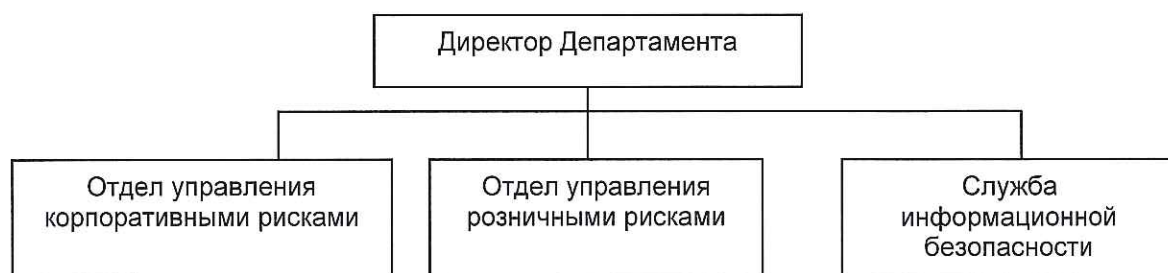 Директор Департамента
Отдел управления
корпоративными рисками
Отдел управления
розничными рисками
Служба
информационной
безопасности